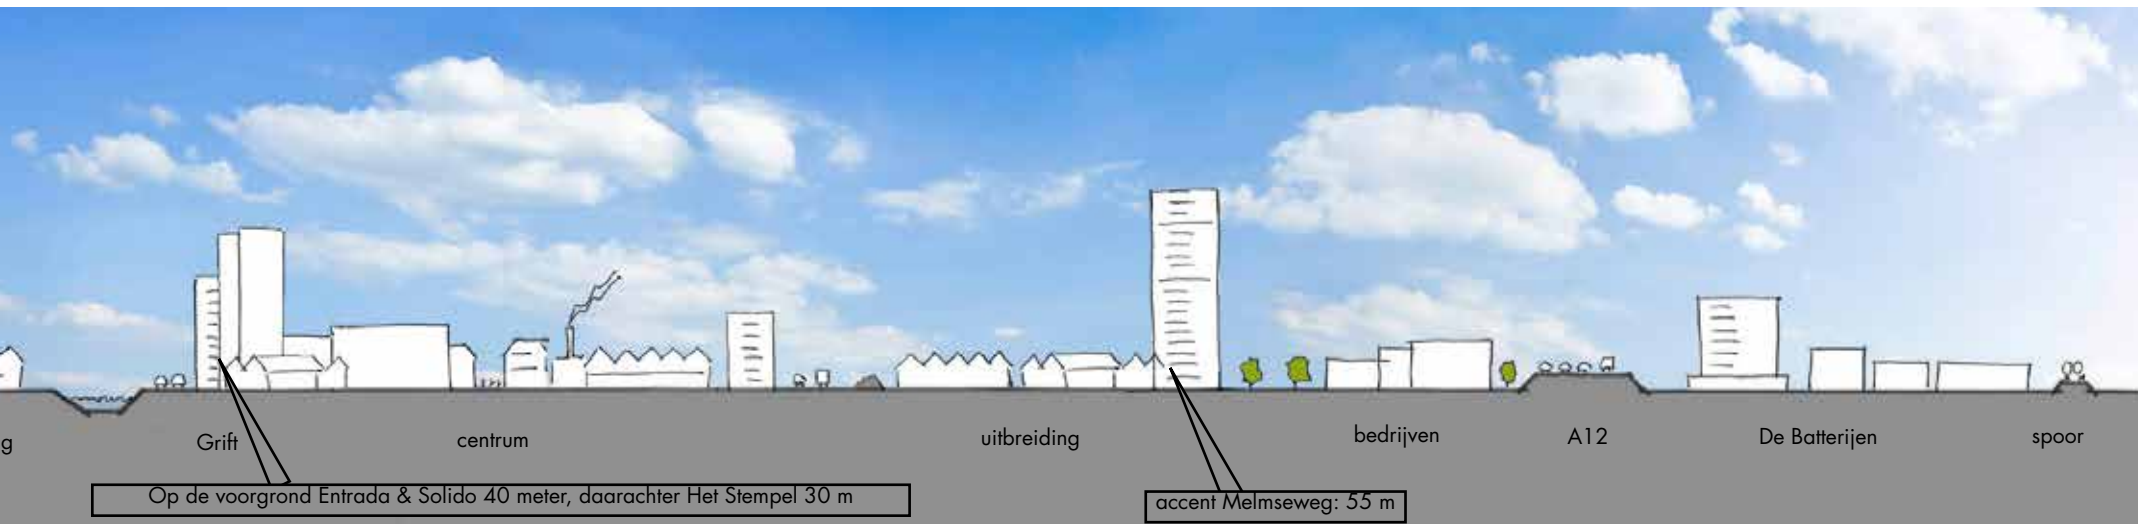 g
Grift
centrum
uitbreiding
bedrijven
A12
De Batterijen
spoor
Op de voorgrond Entrada & Solido 40 meter, daarachter Het Stempel 30 m
accent Melmseweg: 55 m